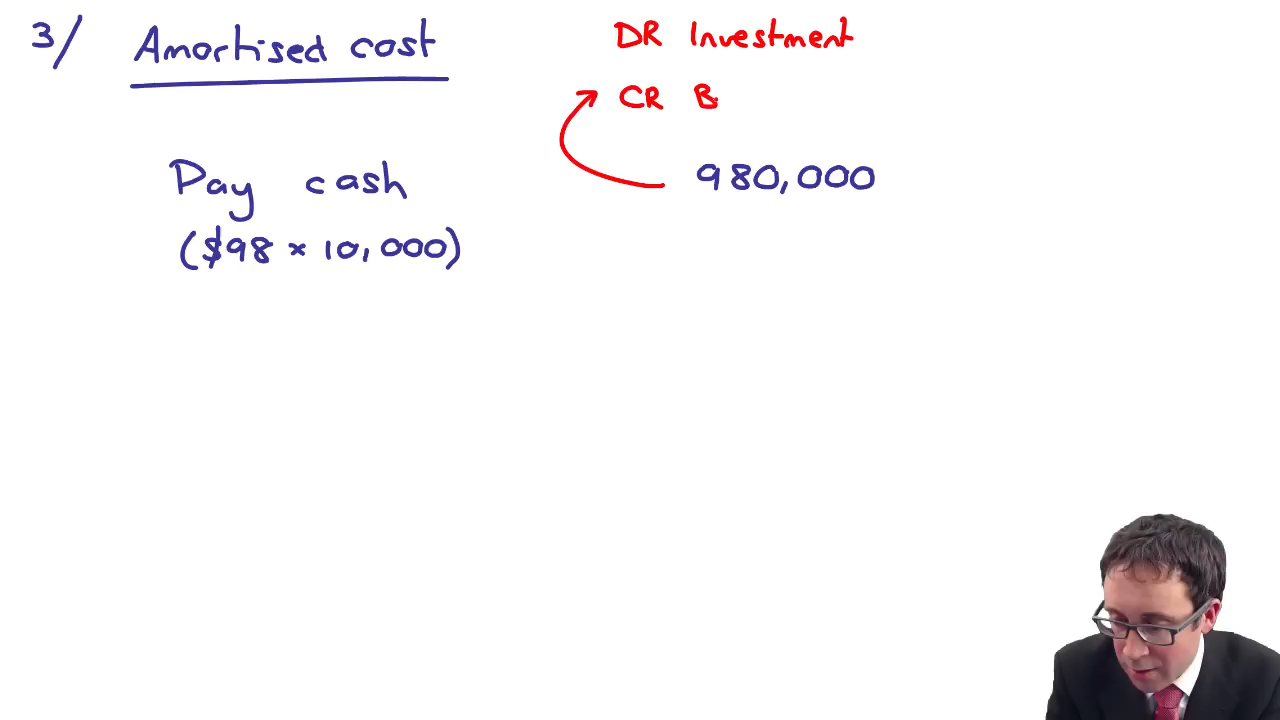 3/ Amortised cost
DR Investment
CR B
Pay cash 980,000
($98 × 10,000)